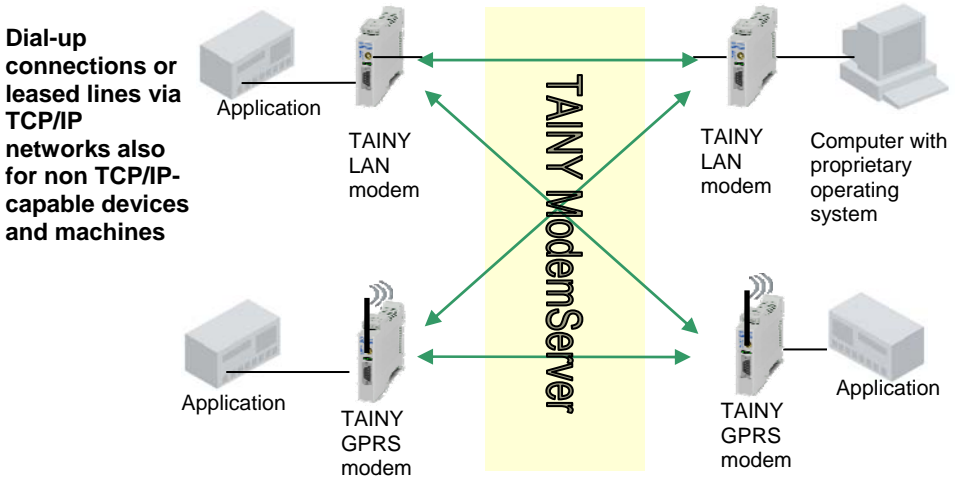 Dial-up
connections or
leased lines via
TCP/IP
networks also
for non TCP/IP-
capable devices
and machines
Application
TAINY
LAN
modem
TAINY ModemServer
TAINY
LAN
modem
Computer with
proprietary
operating
system
Application
TAINY
GPRS
modem
TAINY
GPRS
modem
Application